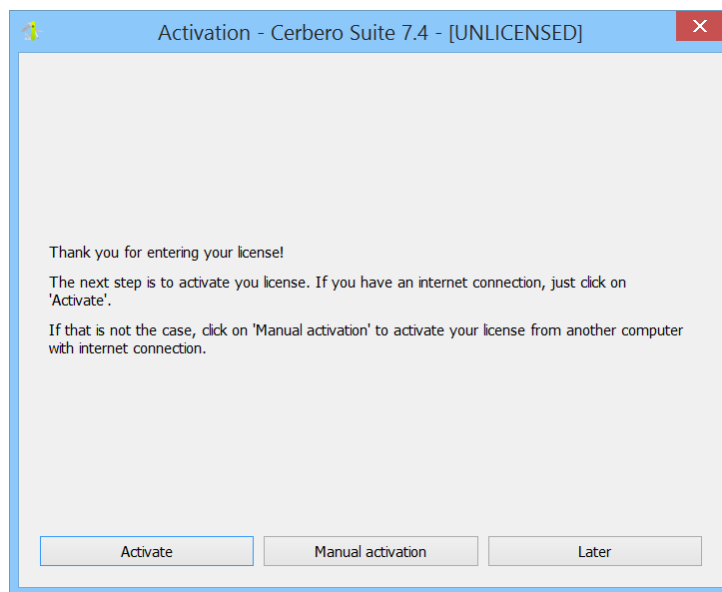 Activation - Cerbero Suite 7.4 - [UNLICENSED]
Thank you for entering your license!
The next step is to activate you license. If you have an internet connection, just click on
'Activate'.
If that is not the case, click on 'Manual activation' to activate your license from another computer
with internet connection.
Activate
Manual activation
Later